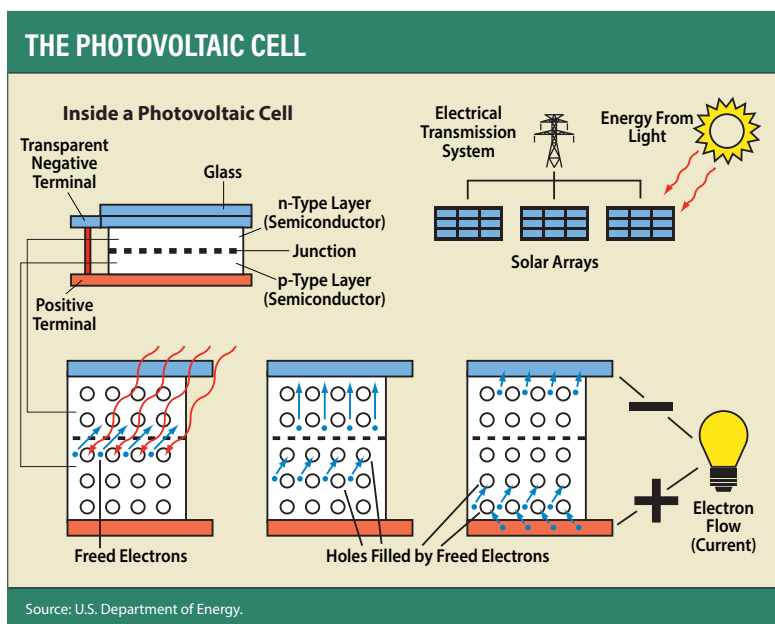 THE PHOTOVOLTAIC CELL
Inside a Photovoltaic Cell
Transparent
Negative
Terminal
Glass
n-Type Layer
(Semiconductor)
Junction
p-Type Layer
(Semiconductor)
Positive
Terminal
Electrical
Transmission
System
Energy From
Light
Solar Arrays
Freed Electrons
Holes Filled by Freed Electrons
Electron
Flow
(Current)
Source: U.S. Department of Energy.